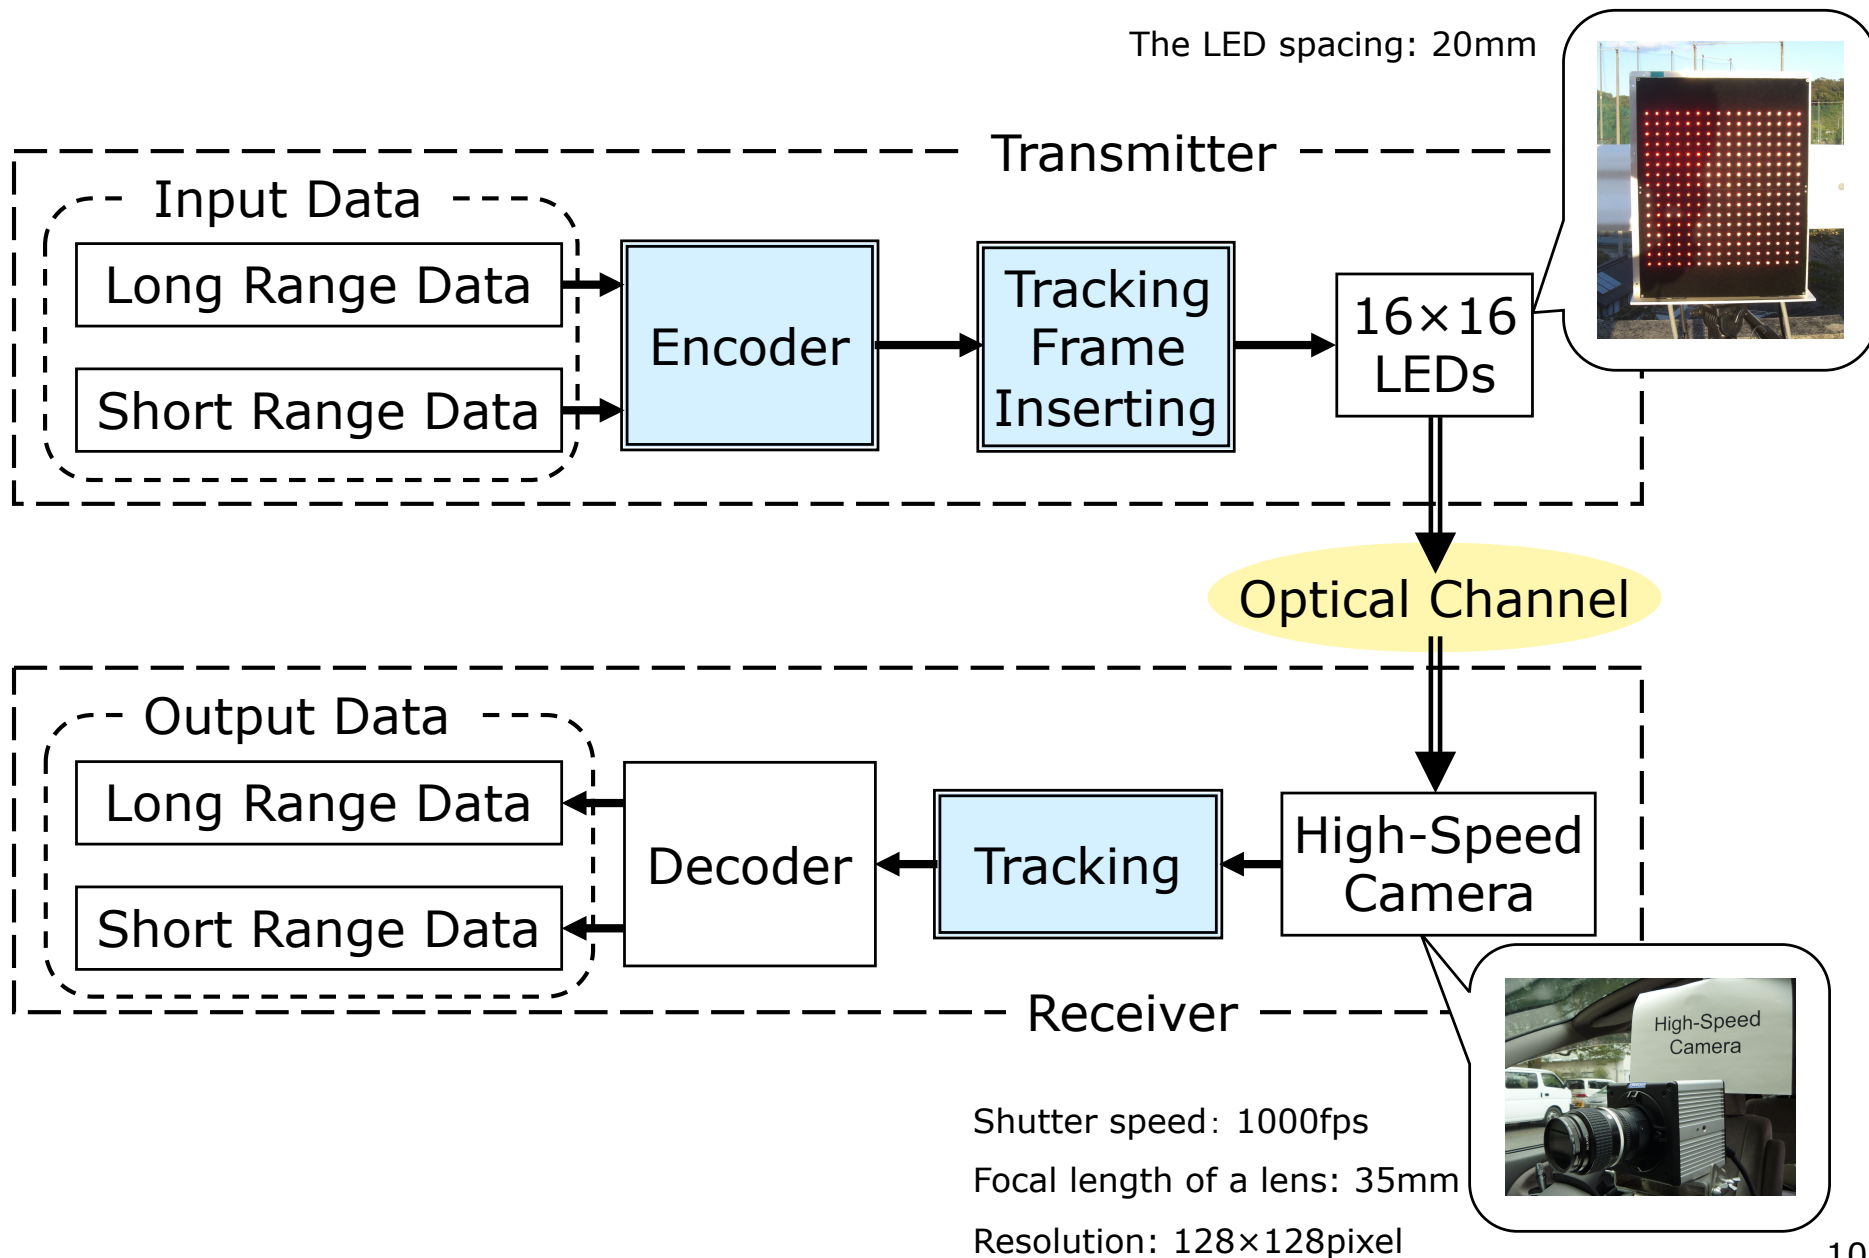 The LED spacing: 20mm
Transmitter
Input Data
Long Range Data
Short Range Data
Encoder
Tracking
Frame
Inserting
16×16
LEDs
Optical Channel
Output Data
Long Range Data
Short Range Data
Decoder
Tracking
High-Speed
Camera
Receiver
High-Speed
Camera
Shutter speed: 1000fps
Focal length of a lens: 35mm
Resolution: 128×128pixel
10